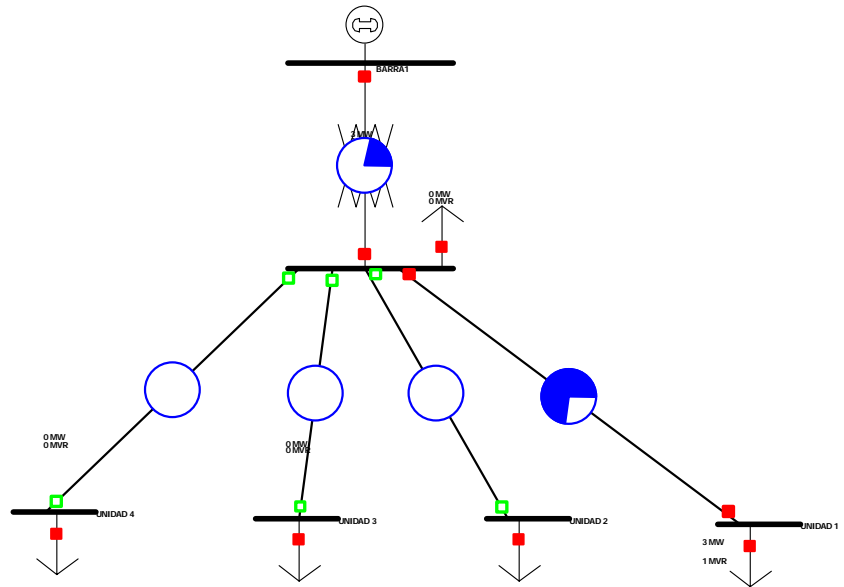 BARRA1
3 MW
0 MW
0 MVR
0 MW
0 MVR
0 MW
0 MVR
UNIDAD 4
UNIDAD 3
UNIDAD 2
UNIDAD 1
3 MW
1 MVR